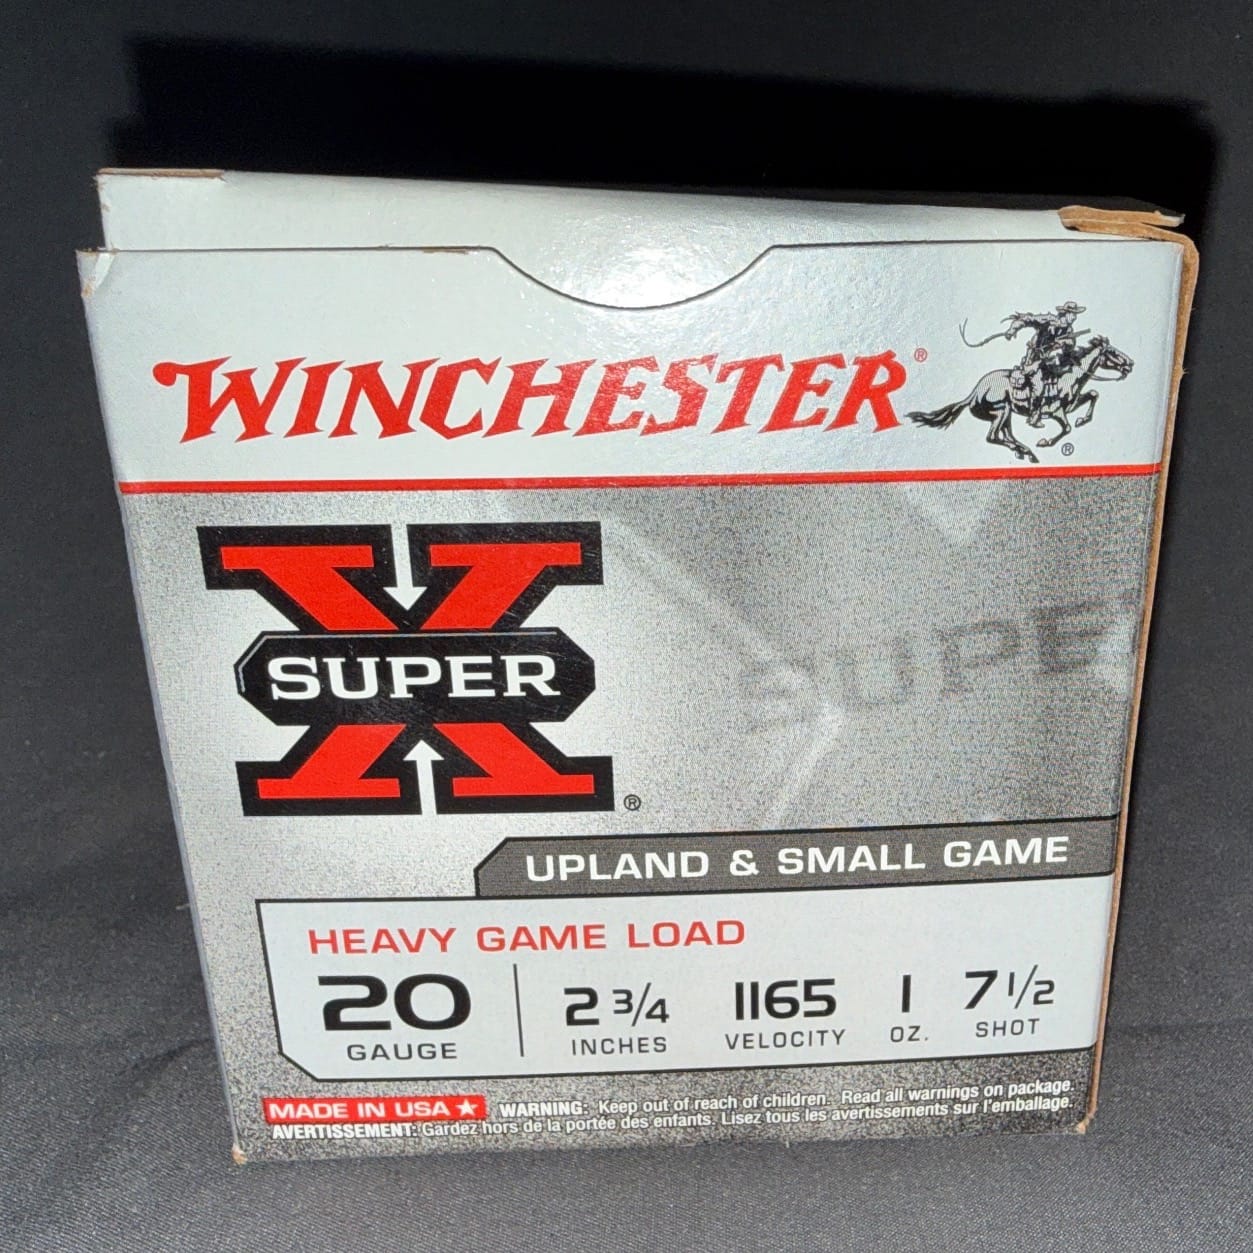 WINCHESTER®
®
SUPER X
®
SUPE
UPLAND & SMALL GAME
HEAVY GAME LOAD
20 2 3/4 1165 1 7 1/2
GAUGE INCHES VELOCITY OZ. SHOT
MADE IN USA ★ WARNING: Keep out of reach of children. Read all warnings on package.
AVERTISSEMENT: Gardez hors de la portée des enfants. Lisez tous les avertissements sur l'emballage.